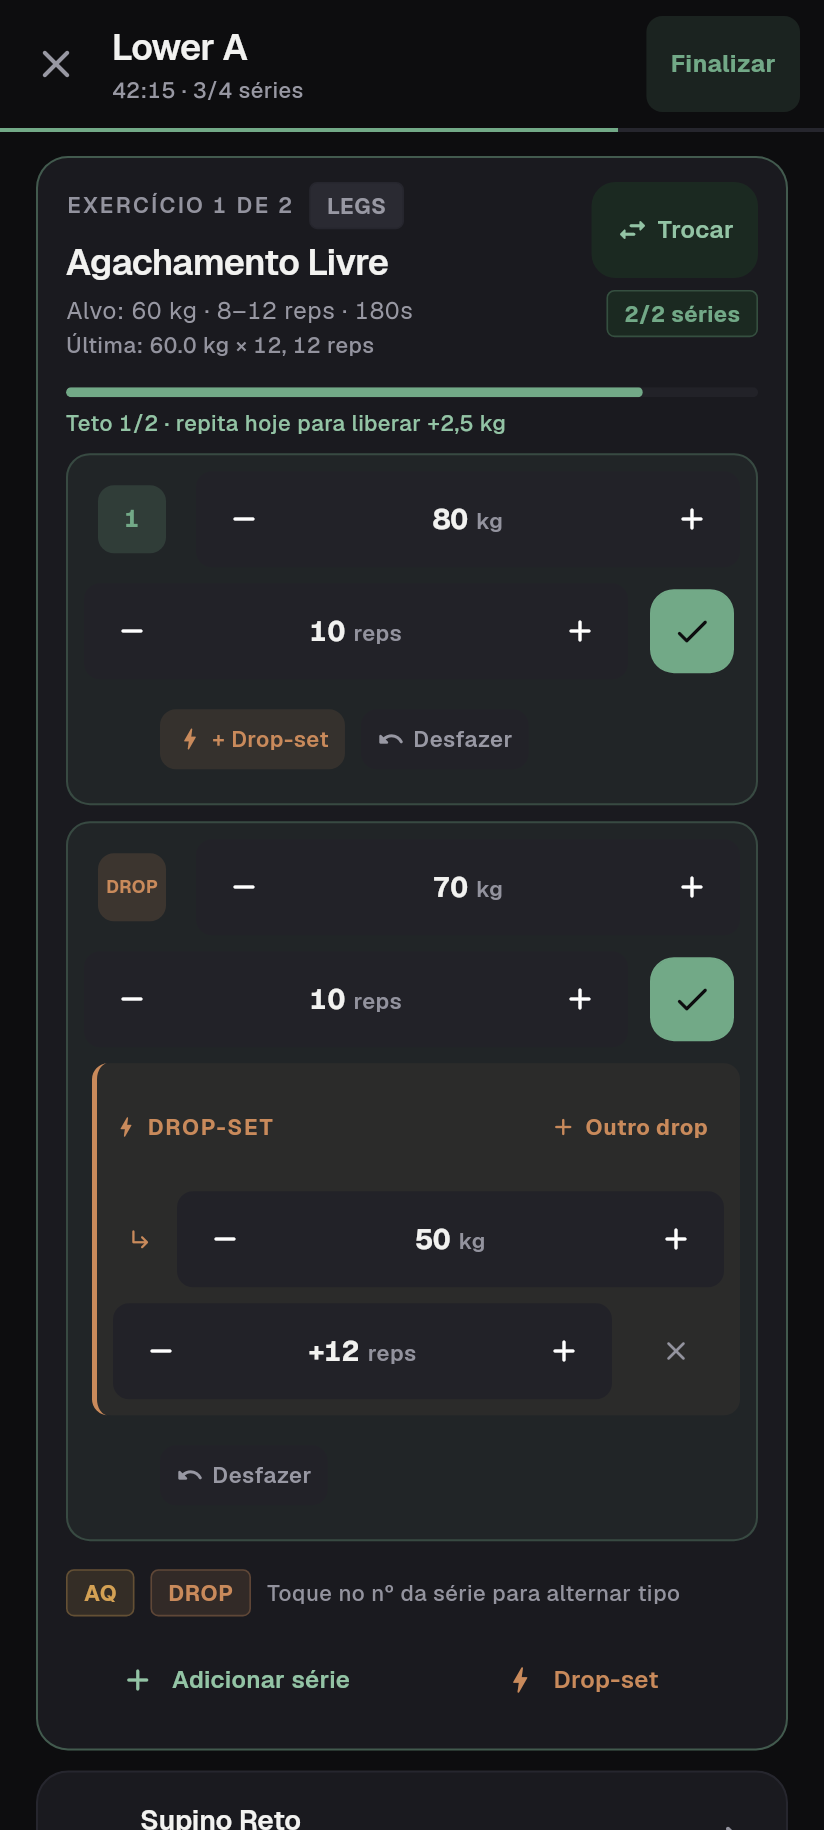 Lower A
42:15 · 3/4 séries
Finalizar
EXERCÍCIO 1 DE 2
LEGS
Trocar
Agachamento Livre
Alvo: 60 kg · 8–12 reps · 180s
2/2 séries
Última: 60.0 kg × 12, 12 reps
Teto 1/2 · repita hoje para liberar +2,5 kg
1
− 80 kg +
− 10 reps +
+ Drop-set
Desfazer
DROP
− 70 kg +
− 10 reps +
DROP-SET
+ Outro drop
− 50 kg +
− +12 reps +
Desfazer
AQ
DROP
Toque no nº da série para alternar tipo
+ Adicionar série
Drop-set
Supino Reto